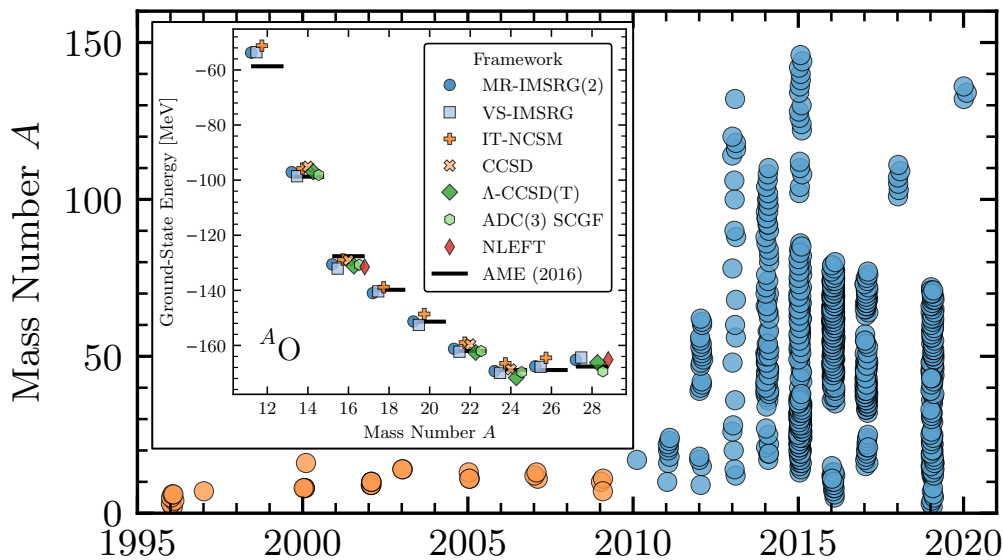 Mass Number A
150
100
50
0
1995
2000
2005
2010
2015
2020
Ground-State Energy [MeV]
−60
−80
−100
−120
−140
−160
12
14
16
18
20
22
24
26
28
Mass Number A
ᴬO
Framework
MR-IMSRG(2)
VS-IMSRG
IT-NCSM
CCSD
Λ-CCSD(T)
ADC(3) SCGF
NLEFT
AME (2016)